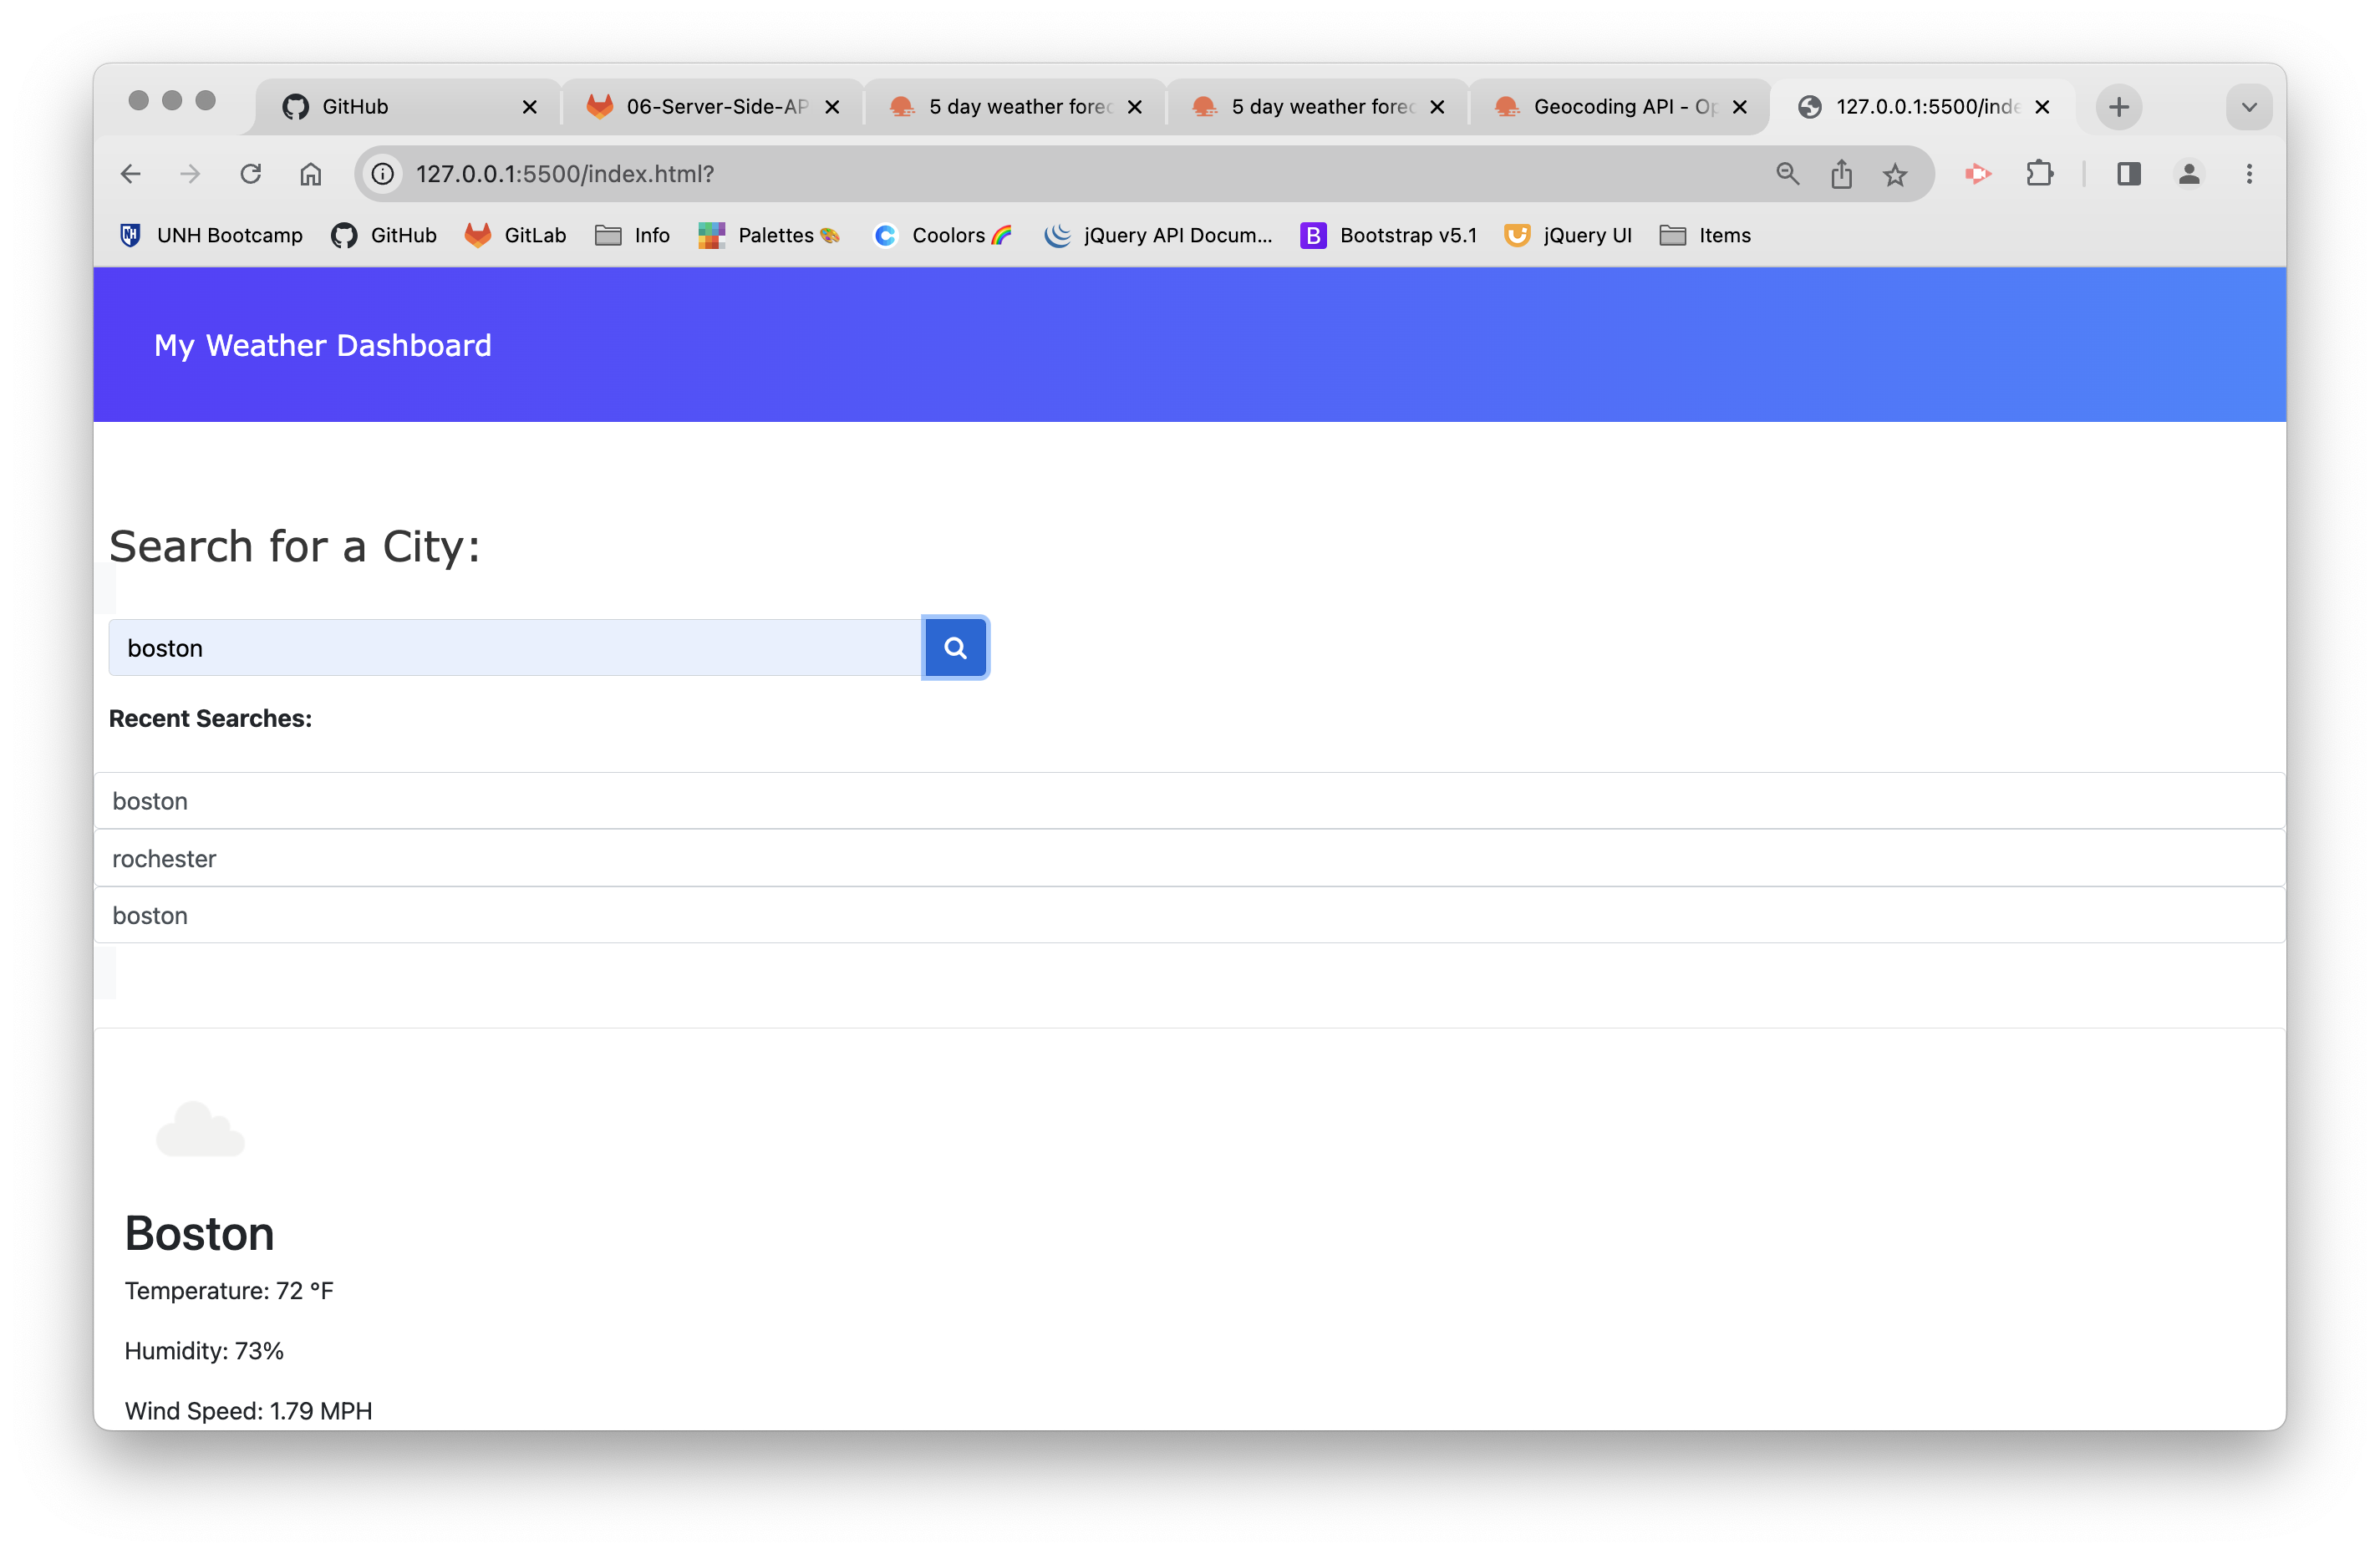 GitHub
06-Server-Side-AP
5 day weather forec
5 day weather forec
Geocoding API - Op
127.0.0.1:5500/inde
127.0.0.1:5500/index.html?
UNH Bootcamp
GitHub
GitLab
Info
Palettes 🎨
Coolors 🌈
jQuery API Docum...
B Bootstrap v5.1
jQuery UI
Items
My Weather Dashboard
Search for a City:
boston
Recent Searches:
boston
rochester
boston
Boston
Temperature: 72 °F
Humidity: 73%
Wind Speed: 1.79 MPH